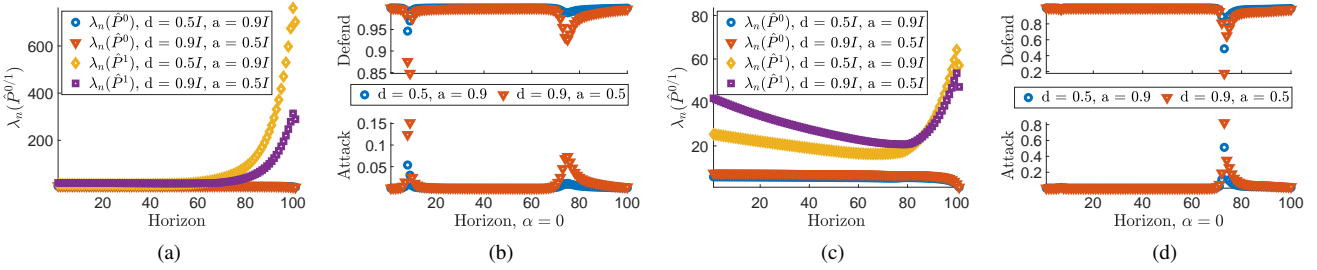 λₙ(P̂⁰/¹)
600
400
200
λₙ(P̂⁰), d = 0.5I, a = 0.9I
λₙ(P̂⁰), d = 0.9I, a = 0.5I
λₙ(P̂¹), d = 0.5I, a = 0.9I
λₙ(P̂¹), d = 0.9I, a = 0.5I
20 40 60 80 100
Horizon
(a)
Defend
0.95
0.9
0.85
d = 0.5, a = 0.9 d = 0.9, a = 0.5
Attack
0.15
0.1
0.05
20 40 60 80 100
Horizon, α = 0
(b)
λₙ(P̂⁰/¹)
80
60
40
20
λₙ(P̂⁰), d = 0.5I, a = 0.9I
λₙ(P̂⁰), d = 0.9I, a = 0.5I
λₙ(P̂¹), d = 0.5I, a = 0.9I
λₙ(P̂¹), d = 0.9I, a = 0.5I
20 40 60 80 100
Horizon
(c)
Defend
0.8
0.6
0.4
0.2
d = 0.5, a = 0.9 d = 0.9, a = 0.5
Attack
0.8
0.6
0.4
0.2
20 40 60 80 100
Horizon, α = 0
(d)